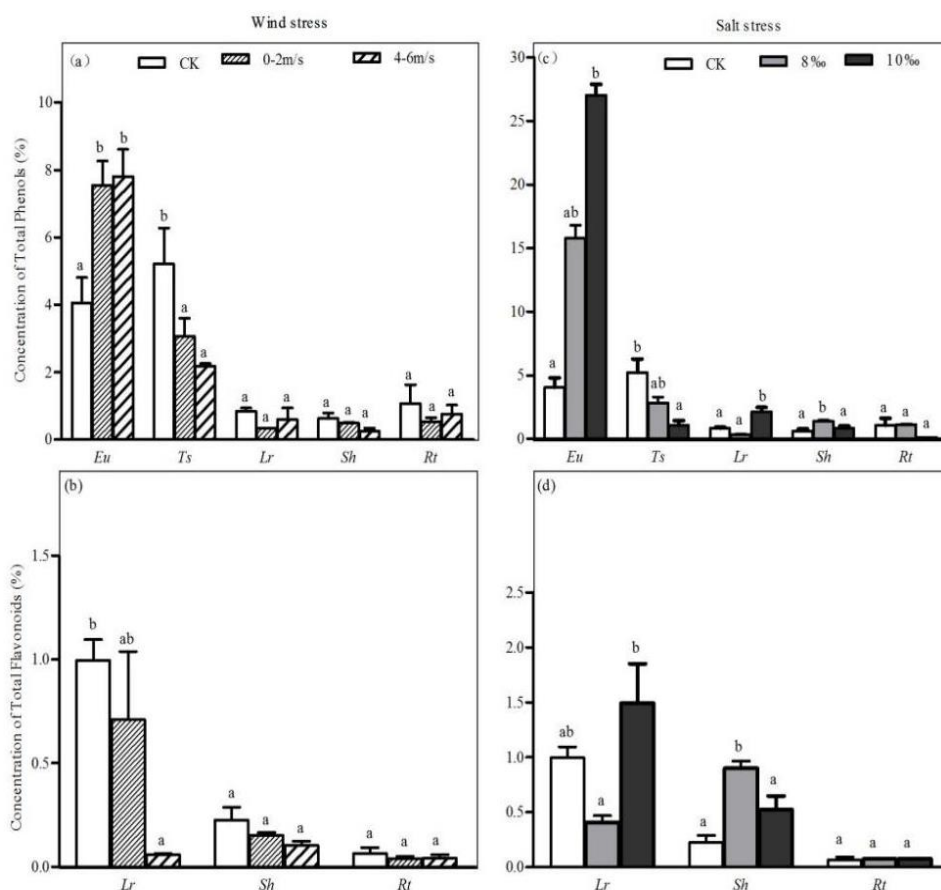 Wind stress
Salt stress
(a)
CK
0-2m/s
4-6m/s
Concentration of Total Phenols (%)
10
8
6
4
2
0
a
b
b
b
a
a
a
a
a
a
a
a
a
a
a
Eu
Ts
Lr
Sh
Rt
(c)
CK
8‰
10‰
30
25
20
15
10
5
0
a
ab
b
b
ab
a
a
a
b
a
b
a
a
a
a
Eu
Ts
Lr
Sh
Rt
(b)
Concentration of Total Flavonoids (%)
1.5
1.0
0.5
0.0
b
ab
a
a
a
a
a
a
a
Lr
Sh
Rt
(d)
2.5
2.0
1.5
1.0
0.5
0.0
ab
a
b
a
b
a
a
a
a
Lr
Sh
Rt